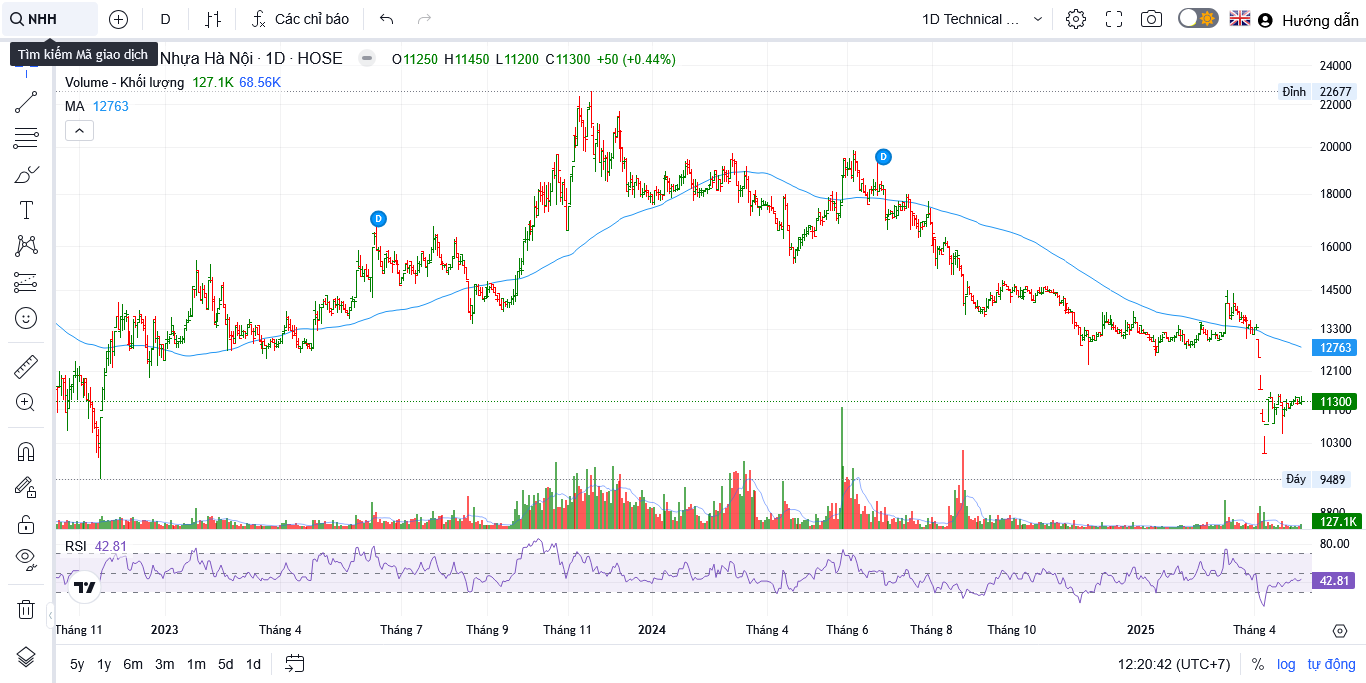 NHH D Các chỉ báo 1D Technical ... Hướng dẫn
Tìm kiếm Mã giao dịch Nhựa Hà Nội · 1D · HOSE O11250 H11450 L11200 C11300 +50 (+0.44%)
Volume - Khối lượng 127.1K 68.56K
MA 12763
24000
Đỉnh 22677
22000
20000
18000
16000
14500
13300
12763
12100
11300
11100
10300
Đáy 9489
8800
127.1K
D
D
RSI 42.81
80.00
42.81
Tháng 11 2023 Tháng 4 Tháng 7 Tháng 9 Tháng 11 2024 Tháng 4 Tháng 6 Tháng 8 Tháng 10 2025 Tháng 4
5y 1y 6m 3m 1m 5d 1d 12:20:42 (UTC+7) % log tự động